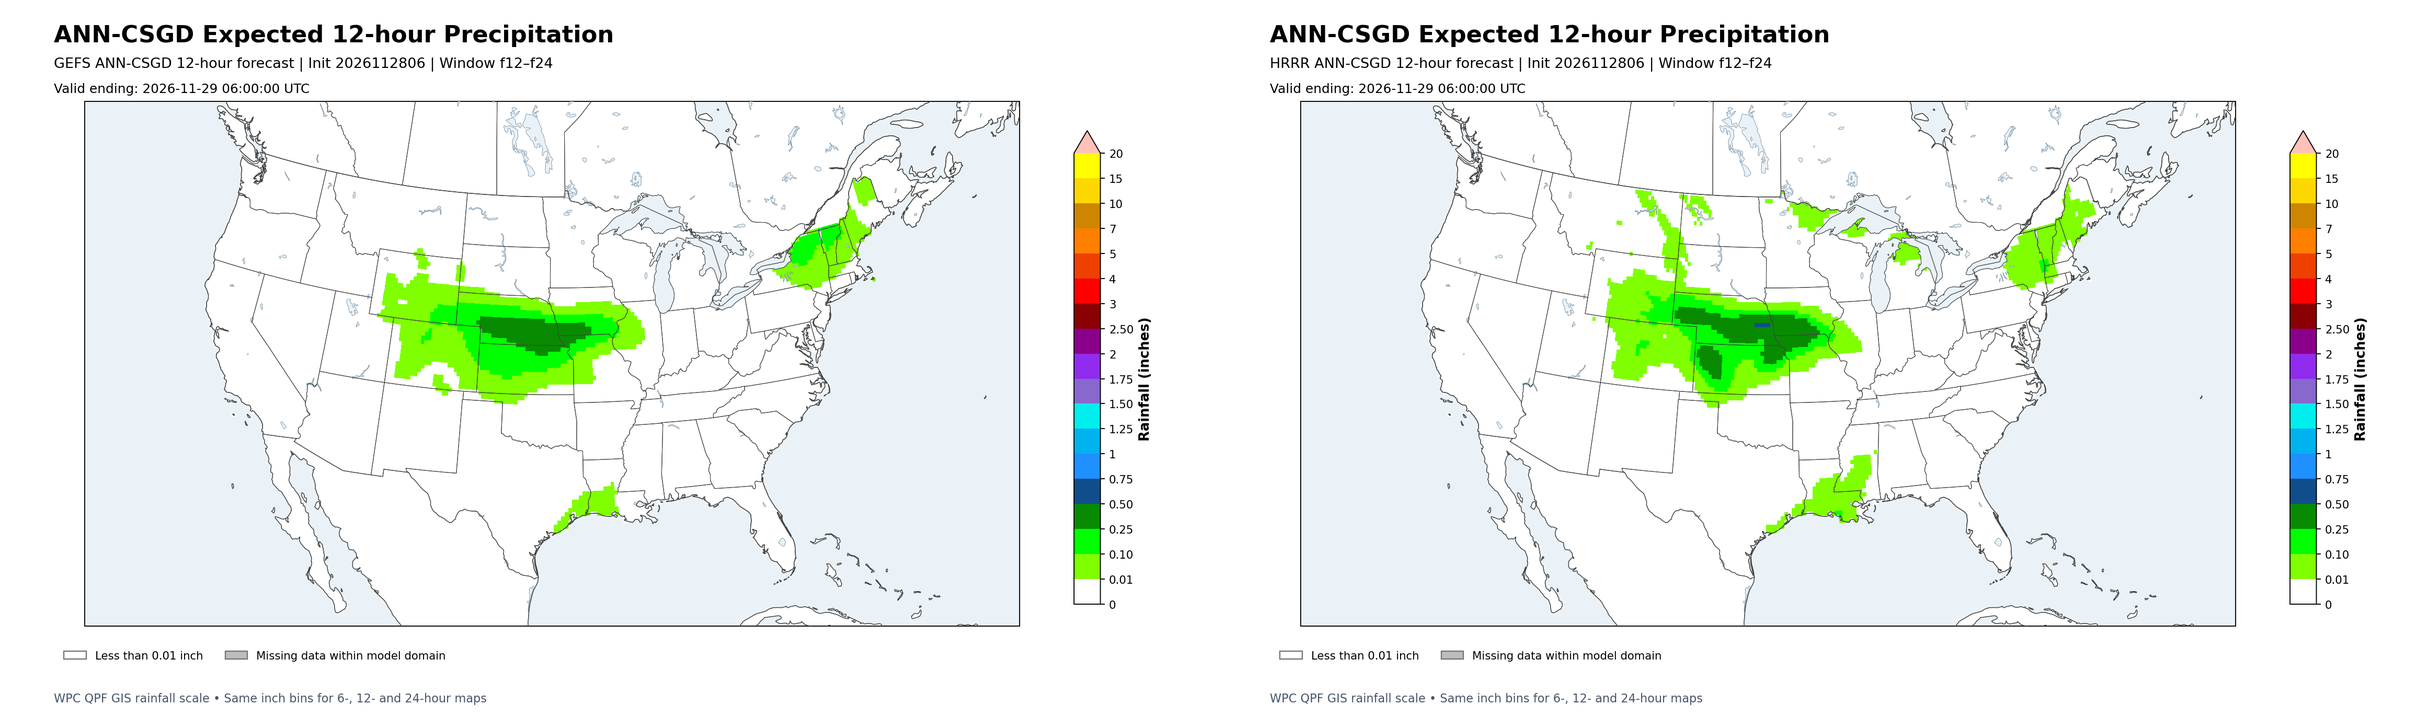 ANN-CSGD Expected 12-hour Precipitation
GEFS ANN-CSGD 12-hour forecast | Init 2026112806 | Window f12–f24
Valid ending: 2026-11-29 06:00:00 UTC
20
15
10
7
5
4
3
2.50
2
1.75
1.50
1.25
1
0.75
0.50
0.25
0.10
0.01
0
Rainfall (inches)
Less than 0.01 inch
Missing data within model domain
WPC QPF GIS rainfall scale • Same inch bins for 6-, 12- and 24-hour maps
ANN-CSGD Expected 12-hour Precipitation
HRRR ANN-CSGD 12-hour forecast | Init 2026112806 | Window f12–f24
Valid ending: 2026-11-29 06:00:00 UTC
20
15
10
7
5
4
3
2.50
2
1.75
1.50
1.25
1
0.75
0.50
0.25
0.10
0.01
0
Rainfall (inches)
Less than 0.01 inch
Missing data within model domain
WPC QPF GIS rainfall scale • Same inch bins for 6-, 12- and 24-hour maps